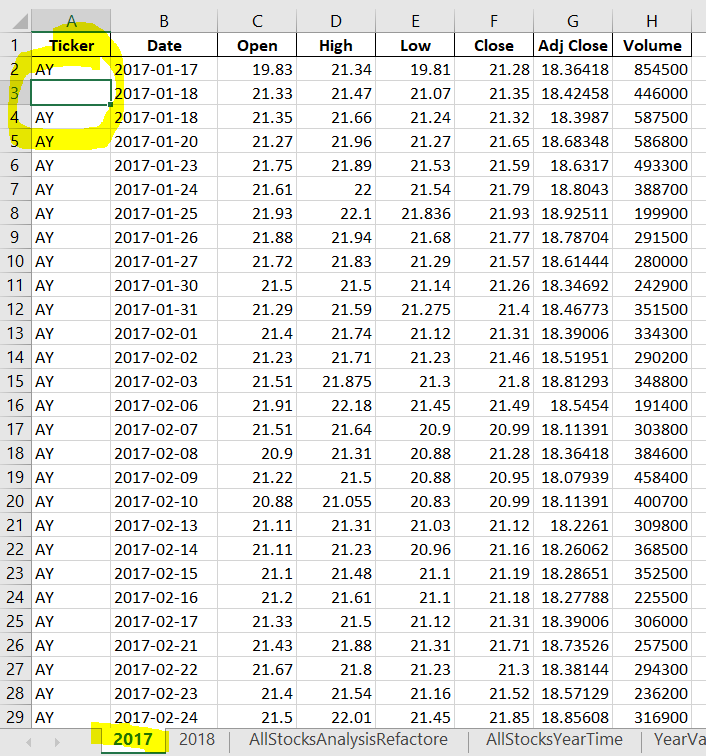 A B C D E F G H
1 Ticker Date Open High Low Close Adj Close Volume
2 AY 2017-01-17 19.83 21.34 19.81 21.28 18.36418 854500
3 2017-01-18 21.33 21.47 21.07 21.35 18.42458 446000
4 AY 2017-01-18 21.35 21.66 21.24 21.32 18.3987 587500
5 AY 2017-01-20 21.27 21.96 21.27 21.65 18.68348 586800
6 AY 2017-01-23 21.75 21.89 21.53 21.59 18.6317 493300
7 AY 2017-01-24 21.61 22 21.54 21.79 18.8043 388700
8 AY 2017-01-25 21.93 22.1 21.836 21.93 18.92511 199900
9 AY 2017-01-26 21.88 21.94 21.68 21.77 18.78704 291500
10 AY 2017-01-27 21.72 21.83 21.29 21.57 18.61444 280000
11 AY 2017-01-30 21.5 21.5 21.14 21.26 18.34692 242900
12 AY 2017-01-31 21.29 21.59 21.275 21.4 18.46773 351500
13 AY 2017-02-01 21.4 21.74 21.12 21.31 18.39006 334300
14 AY 2017-02-02 21.23 21.71 21.23 21.46 18.51951 290200
15 AY 2017-02-03 21.51 21.875 21.3 21.8 18.81293 348800
16 AY 2017-02-06 21.91 22.18 21.45 21.49 18.5454 191400
17 AY 2017-02-07 21.51 21.64 20.9 20.99 18.11391 303800
18 AY 2017-02-08 20.9 21.31 20.88 21.28 18.36418 384600
19 AY 2017-02-09 21.22 21.5 20.88 20.95 18.07939 458400
20 AY 2017-02-10 20.88 21.055 20.83 20.99 18.11391 400700
21 AY 2017-02-13 21.11 21.31 21.03 21.12 18.2261 309800
22 AY 2017-02-14 21.11 21.23 20.96 21.16 18.26062 368500
23 AY 2017-02-15 21.1 21.48 21.1 21.19 18.28651 352500
24 AY 2017-02-16 21.2 21.61 21.1 21.18 18.27788 225500
25 AY 2017-02-17 21.33 21.5 21.12 21.31 18.39006 306000
26 AY 2017-02-21 21.43 21.88 21.31 21.71 18.73526 257500
27 AY 2017-02-22 21.67 21.8 21.23 21.3 18.38144 294300
28 AY 2017-02-23 21.4 21.54 21.16 21.52 18.57129 236200
29 AY 2017-02-24 21.5 22.01 21.45 21.85 18.85608 316900
2017 2018 AllStocksAnalysisRefactore AllStocksYearTime YearVa